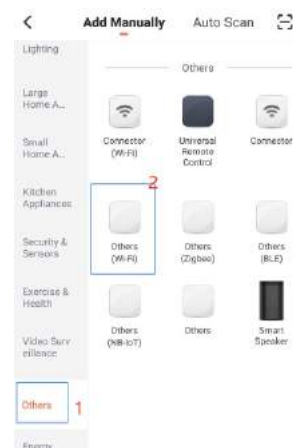 Add Manually
Auto Scan
Lighting
Large
Home A...
Small
Home A...
Kitchen
Appliances
Security &
Sensors
Exercise &
Health
Video Surv
eillance
Others
1
Energy
Others
Connector
(Wi-Fi)
Universal
Remote
Control
Connector
2
Others
(Wi-Fi)
Others
(Zigbee)
Others
(BLE)
Others
(NB-IoT)
Others
Smart
Speaker